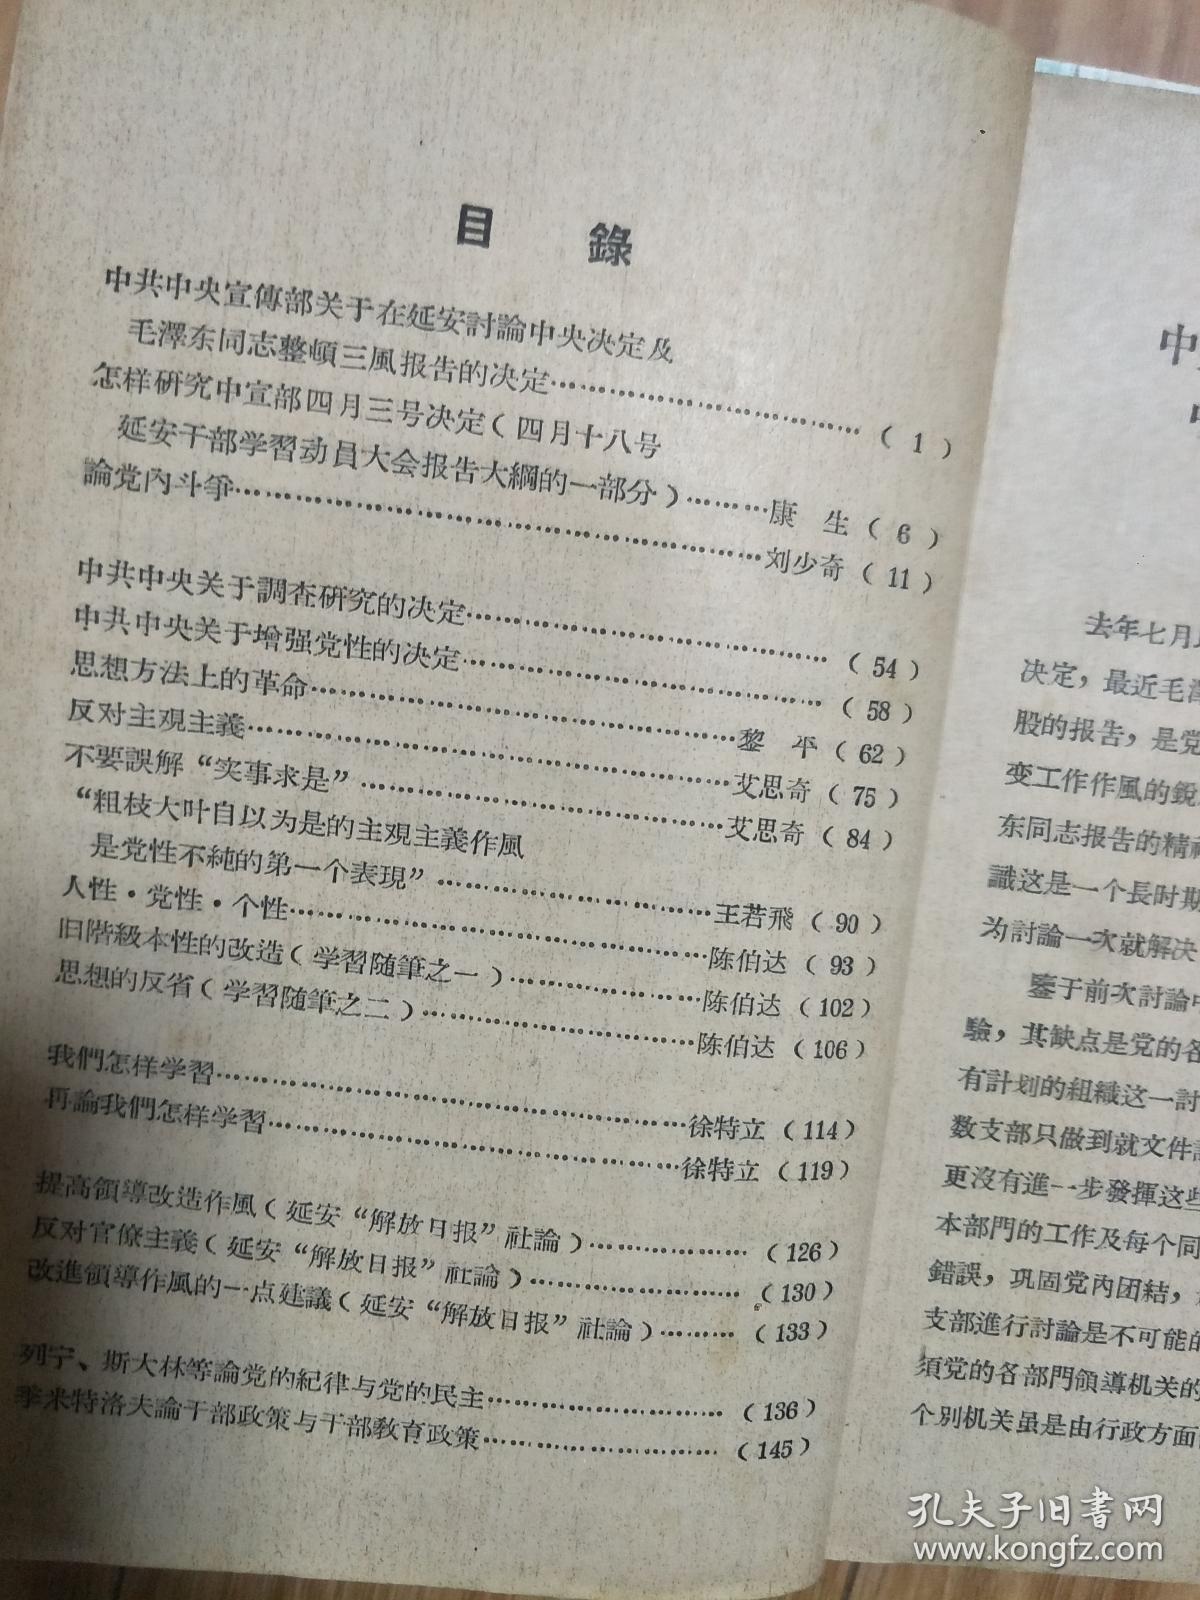 目 錄
中共中央宣傳部关于在延安討論中央决定及
毛澤东同志整頓三風报告的决定……………………………（ 1 ）
怎样研究中宣部四月三号决定（四月十八号
延安干部学習动員大会报告大綱的一部分）………康 生（ 6 ）
論党內斗爭……………………………………………………刘少奇（ 11 ）
中共中央关于調查研究的决定……………………………………（ 54 ）
中共中央关于增强党性的决定……………………………………（ 58 ）
思想方法上的革命…………………………………………黎 平（ 62 ）
反对主观主義………………………………………………艾思奇（ 75 ）
不要誤解“实事求是”……………………………………艾思奇（ 84 ）
“粗枝大叶自以为是的主观主義作風
是党性不純的第一个表現”……………………………王若飛（ 90 ）
人性·党性·个性…………………………………………陈伯达（ 93 ）
旧階級本性的改造（学習随筆之一）…………………陈伯达（102）
思想的反省（学習随筆之二）…………………………陈伯达（106）
我們怎样学習………………………………………………徐特立（114）
再論我們怎样学習…………………………………………徐特立（119）
提高領導改造作風（延安“解放日报”社論）………………（126）
反对官僚主義（延安“解放日报”社論）……………………（130）
改進領導作風的一点建議（延安“解放日报”社論）………（133）
列宁、斯大林等論党的紀律与党的民主………………………（136）
季米特洛夫論干部政策与干部敎育政策………………………（145）
中
去年七月
决定，最近毛澤
股的报告，是党
变工作作風的銳
东同志报告的精神
識这是一个長时期
为討論一次就解决
鑒于前次討論中
驗，其缺点是党的各
有計划的組織这一討
数支部只做到就文件
更沒有進一步發揮这些
本部門的工作及每个同
錯誤，巩固党內团結，
支部進行討論是不可能的
須党的各部門領導机关的
个別机关虽是由行政方面
孔夫子旧书网
www.kongfz.com